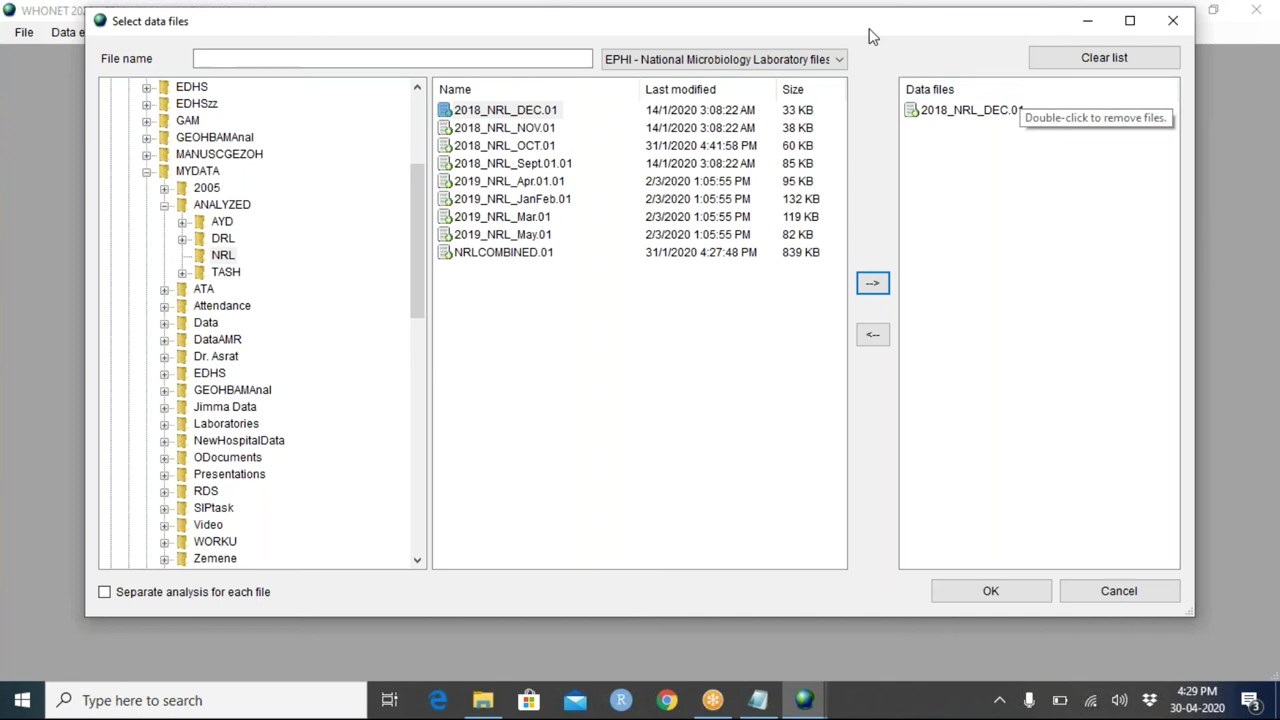 WHONET 2020
File
Data e
Select data files
File name
EPHI - National Microbiology Laboratory files
Clear list
EDHS
EDHSzz
GAM
GEOHBAMAnal
MANUSCGEZOH
MYDATA
2005
ANALYZED
AYD
DRL
NRL
TASH
ATA
Attendance
Data
DataAMR
Dr. Asrat
EDHS
GEOHBAMAnal
Jimma Data
Laboratories
NewHospitalData
ODocuments
Presentations
RDS
SIPtask
Video
WORKU
Zemene
Name Last modified Size
2018_NRL_DEC.01 14/1/2020 3:08:22 AM 33 KB
2018_NRL_NOV.01 14/1/2020 3:08:22 AM 38 KB
2018_NRL_OCT.01 31/1/2020 4:41:58 PM 60 KB
2018_NRL_Sept.01.01 14/1/2020 3:08:22 AM 85 KB
2019_NRL_Apr.01.01 2/3/2020 1:05:55 PM 95 KB
2019_NRL_JanFeb.01 2/3/2020 1:05:55 PM 132 KB
2019_NRL_Mar.01 2/3/2020 1:05:55 PM 119 KB
2019_NRL_May.01 2/3/2020 1:05:55 PM 82 KB
NRLCOMBINED.01 31/1/2020 4:27:48 PM 839 KB
-->
<--
Data files
2018_NRL_DEC.01
Double-click to remove files.
Separate analysis for each file
OK
Cancel
Type here to search
4:29 PM
30-04-2020
3